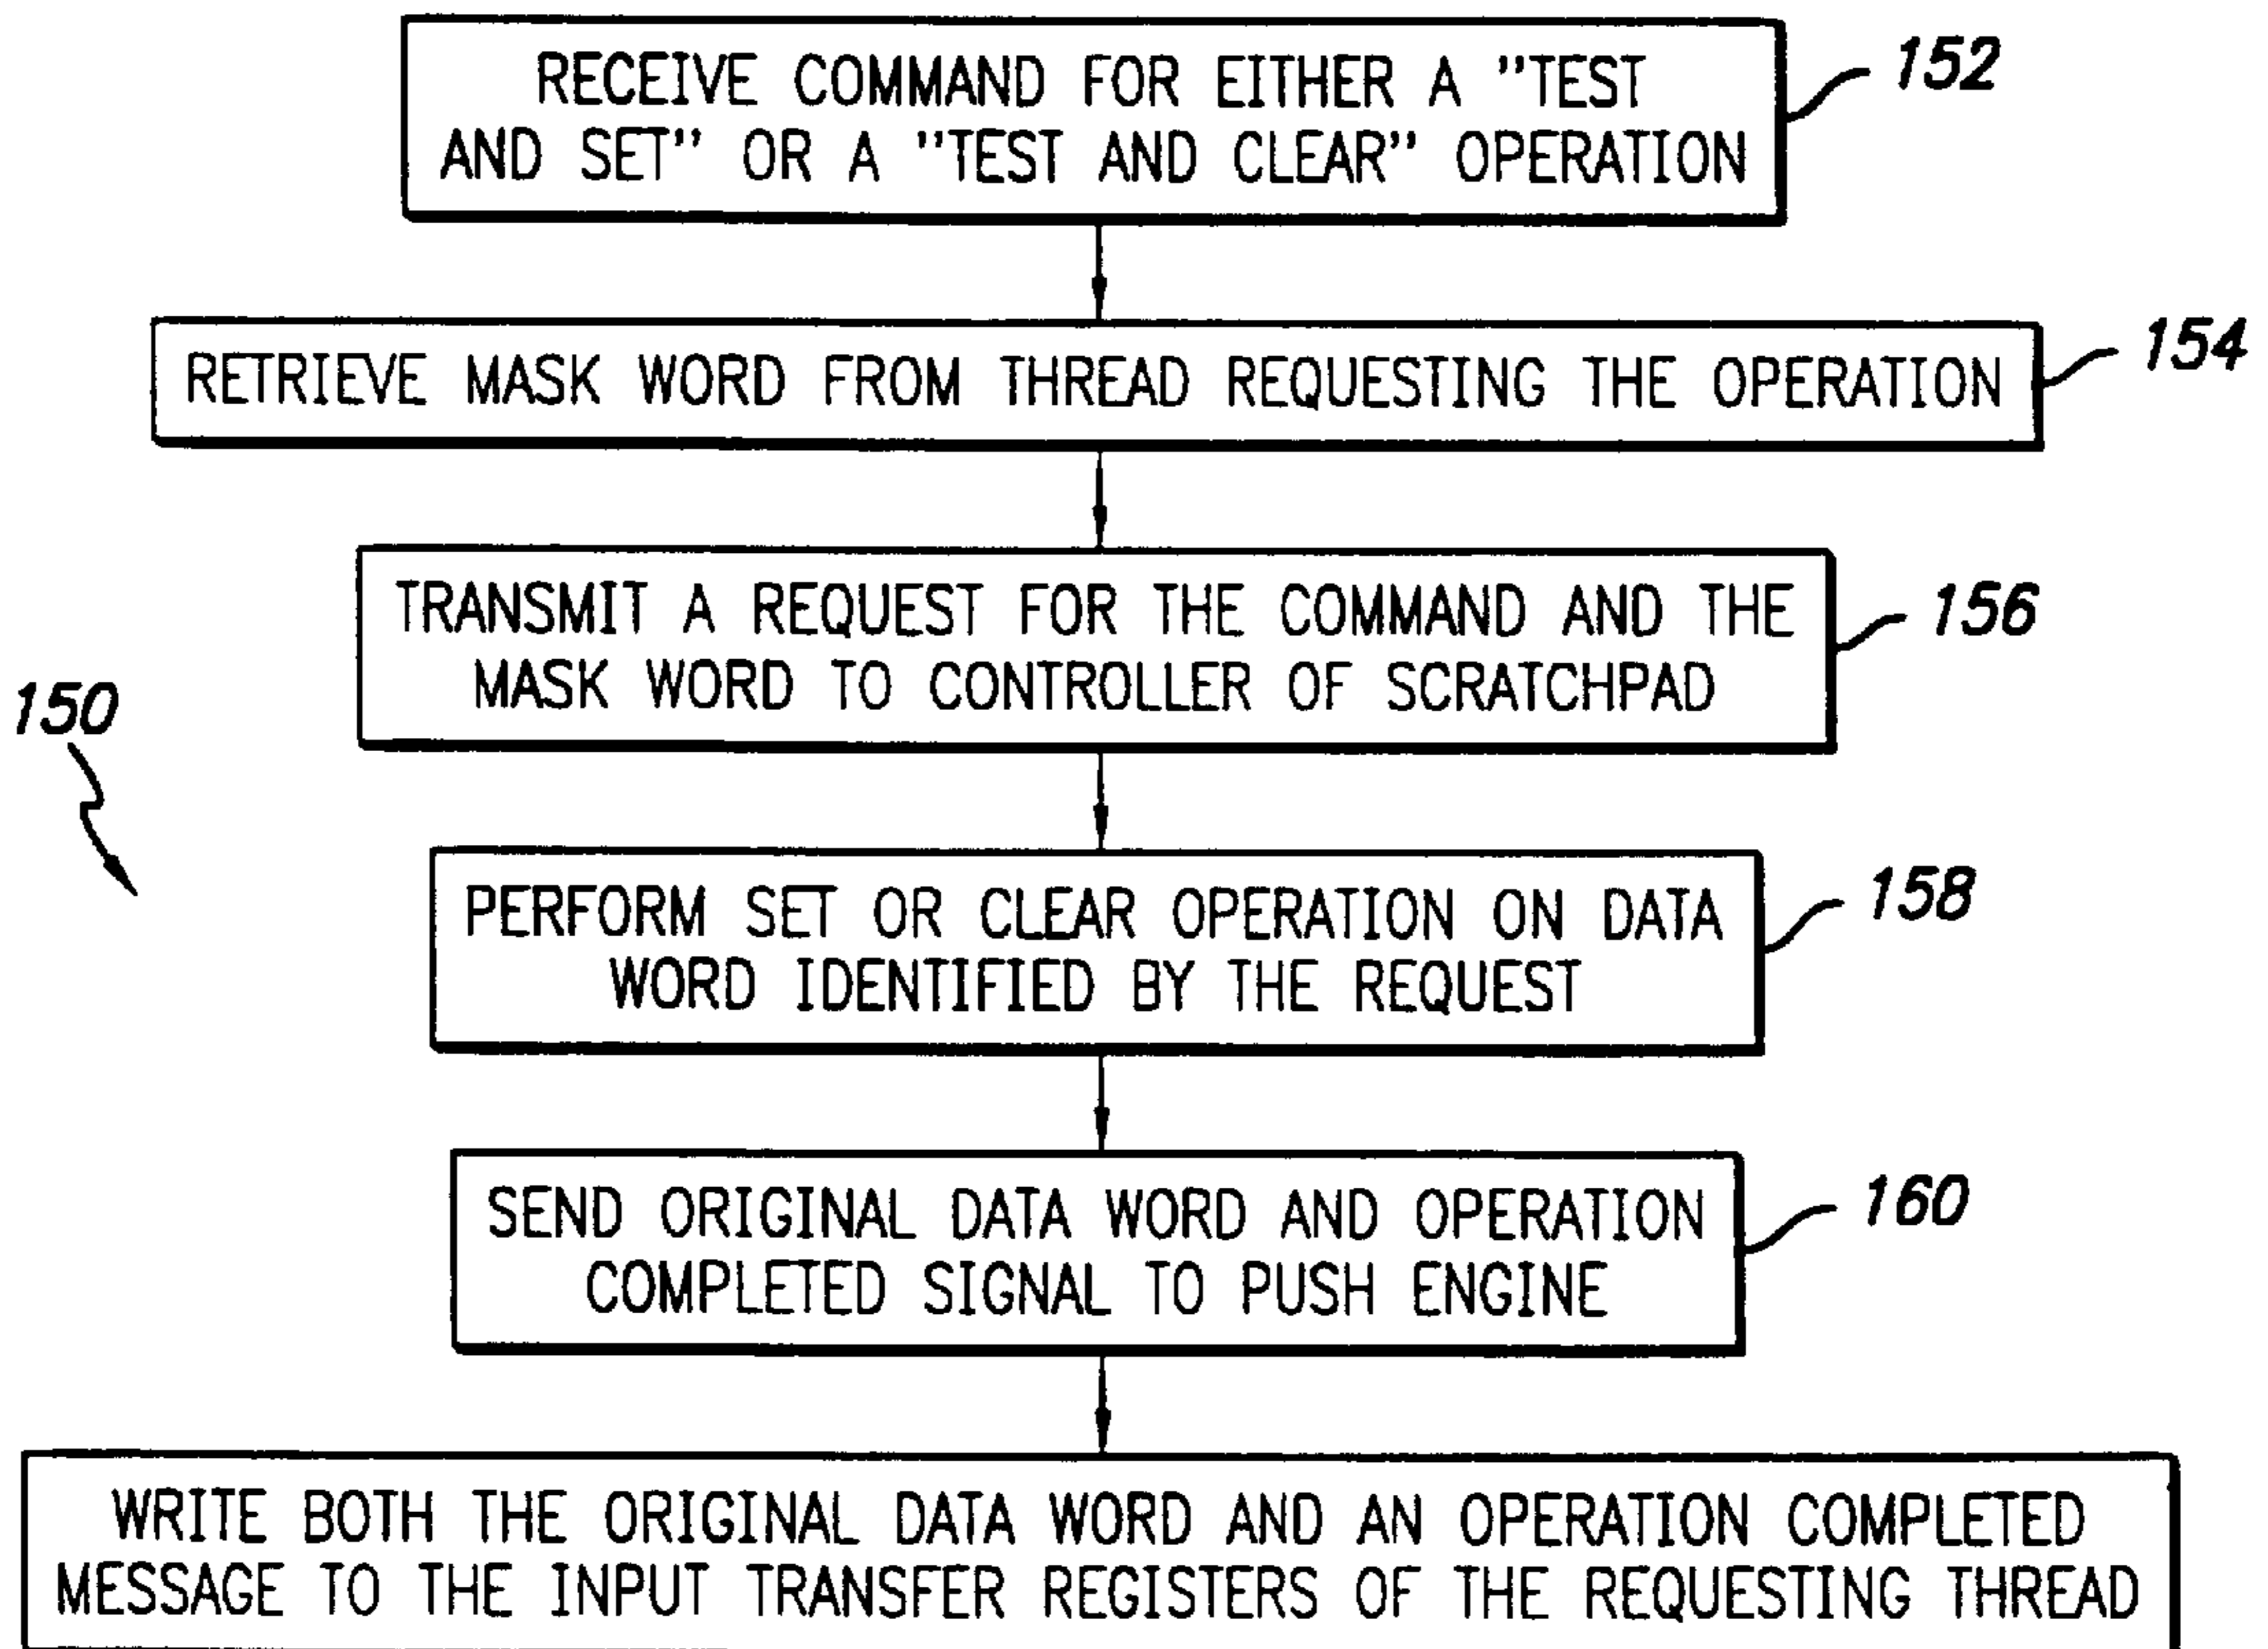 RECEIVE COMMAND FOR EITHER A "TEST
AND SET" OR A "TEST AND CLEAR" OPERATION
152
RETRIEVE MASK WORD FROM THREAD REQUESTING THE OPERATION
154
TRANSMIT A REQUEST FOR THE COMMAND AND THE
MASK WORD TO CONTROLLER OF SCRATCHPAD
156
150
PERFORM SET OR CLEAR OPERATION ON DATA
WORD IDENTIFIED BY THE REQUEST
158
SEND ORIGINAL DATA WORD AND OPERATION
COMPLETED SIGNAL TO PUSH ENGINE
160
WRITE BOTH THE ORIGINAL DATA WORD AND AN OPERATION COMPLETED
MESSAGE TO THE INPUT TRANSFER REGISTERS OF THE REQUESTING THREAD